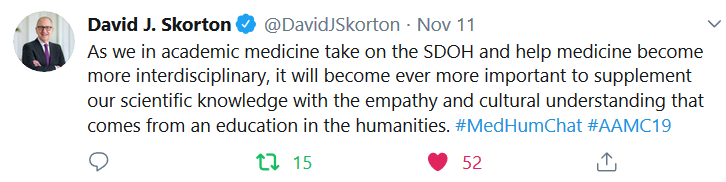 David J. Skorton @DavidJSkorton · Nov 11
As we in academic medicine take on the SDOH and help medicine become
more interdisciplinary, it will become ever more important to supplement
our scientific knowledge with the empathy and cultural understanding that
comes from an education in the humanities. #MedHumChat #AAMC19
15 52